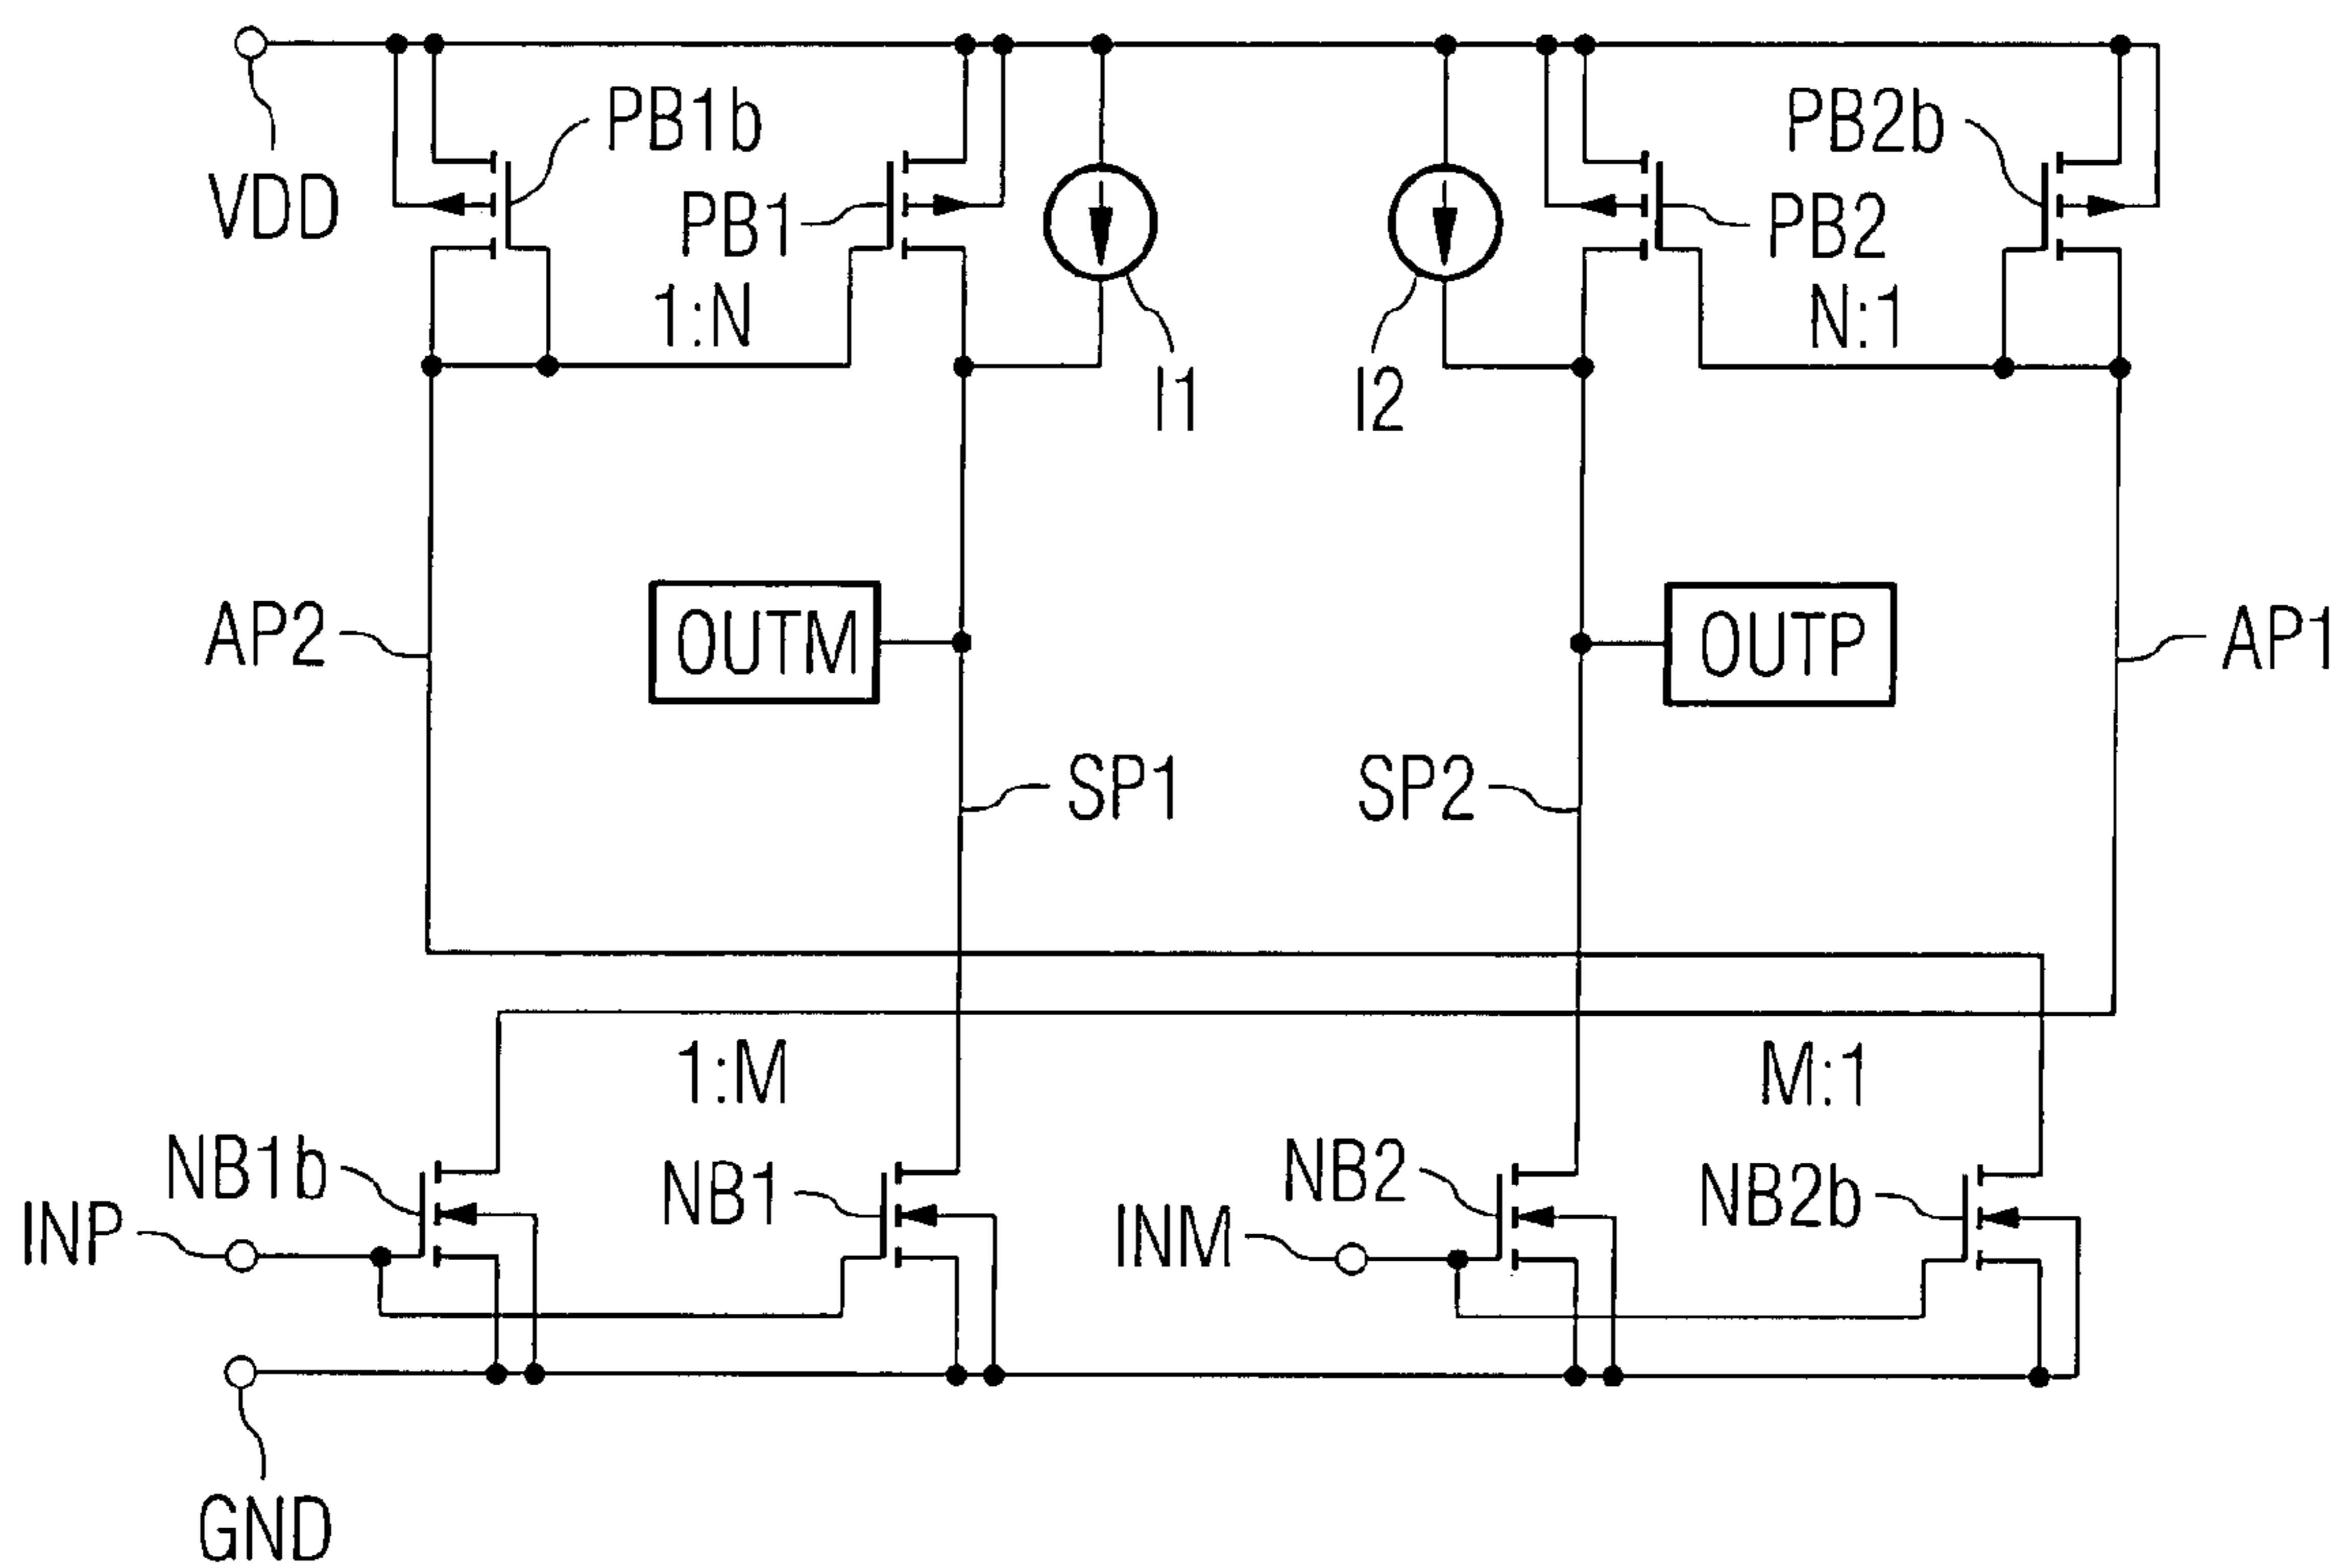 PB1b
PB2b
VDD
PB1
PB2
1:N
N:1
I1
I2
AP2
OUTM
OUTP
AP1
SP1
SP2
1:M
M:1
NB1b
NB1
NB2
NB2b
INP
INM
GND